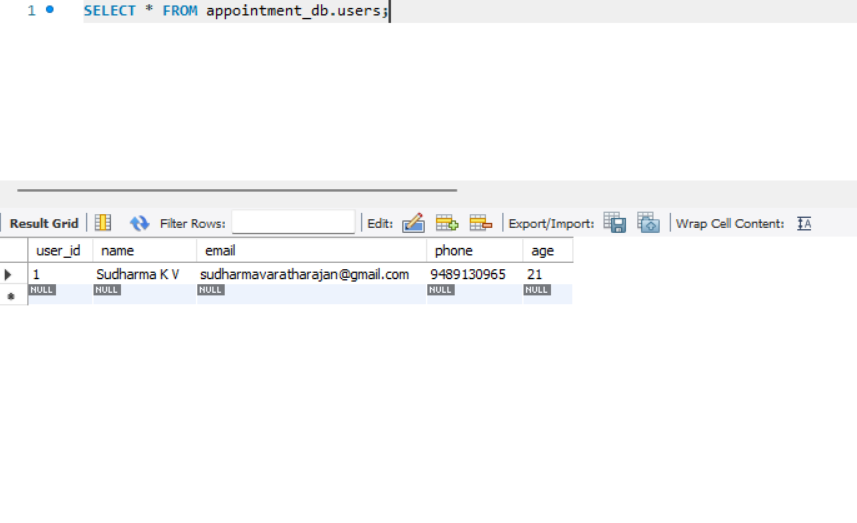 1 SELECT * FROM appointment_db.users;
Result Grid Filter Rows: Edit: Export/Import: Wrap Cell Content: IA
user_id name email phone age
1 Sudharma K V sudharmavaratharajan@gmail.com 9489130965 21
NULL NULL NULL NULL NULL